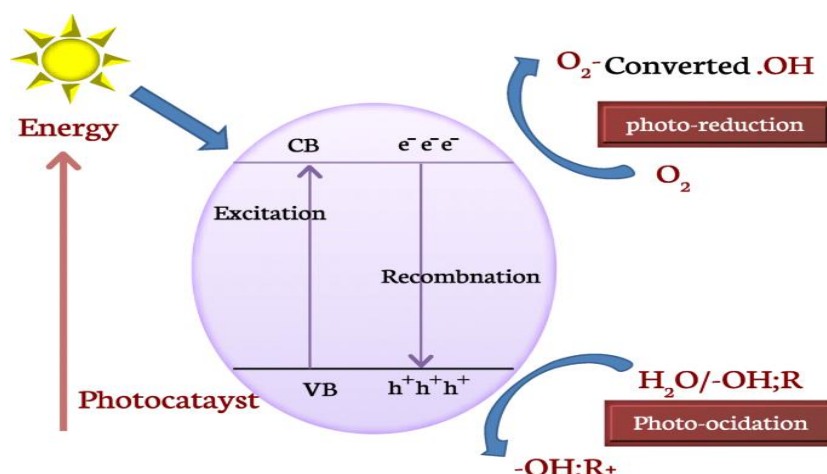 O₂-Converted .OH
Energy
photo-reduction
CB
e⁻ e⁻ e⁻
O₂
Excitation
Recombnation
H₂O/-OH;R
VB
h⁺h⁺h⁺
Photocatayst
Photo-ocidation
-OH;R+